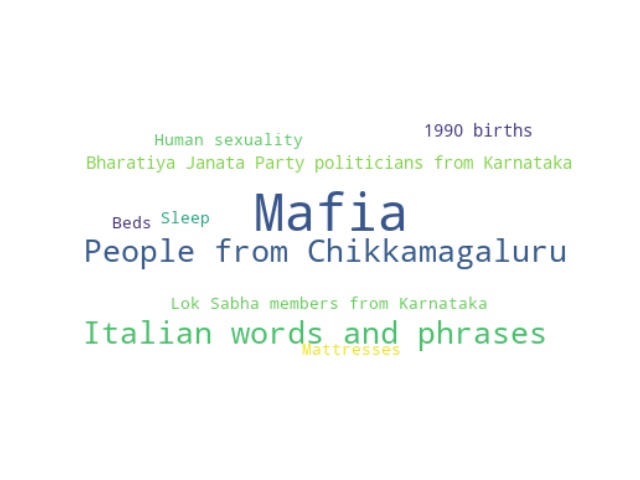 1990 births
Human sexuality
Bharatiya Janata Party politicians from Karnataka
Mafia
Beds
Sleep
People from Chikkamagaluru
Lok Sabha members from Karnataka
Italian words and phrases
Mattresses